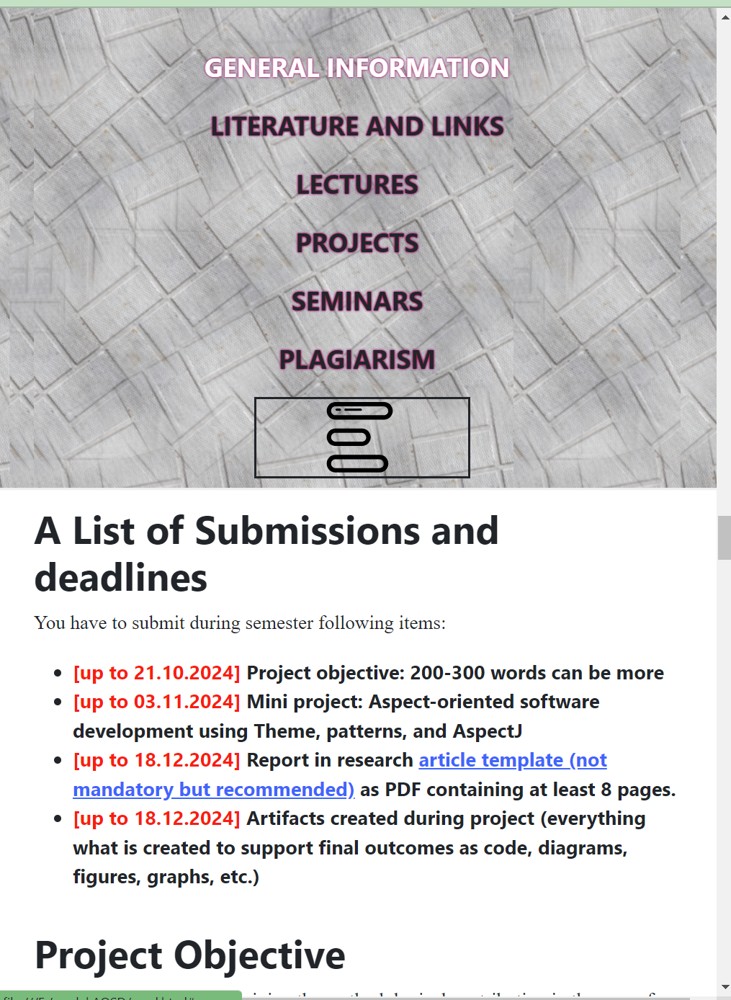 GENERAL INFORMATION
LITERATURE AND LINKS
LECTURES
PROJECTS
SEMINARS
PLAGIARISM
A List of Submissions and
deadlines
You have to submit during semester following items:
[up to 21.10.2024] Project objective: 200-300 words can be more
[up to 03.11.2024] Mini project: Aspect-oriented software
development using Theme, patterns, and AspectJ
[up to 18.12.2024] Report in research article template (not
mandatory but recommended) as PDF containing at least 8 pages.
[up to 18.12.2024] Artifacts created during project (everything
what is created to support final outcomes as code, diagrams,
figures, graphs, etc.)
Project Objective